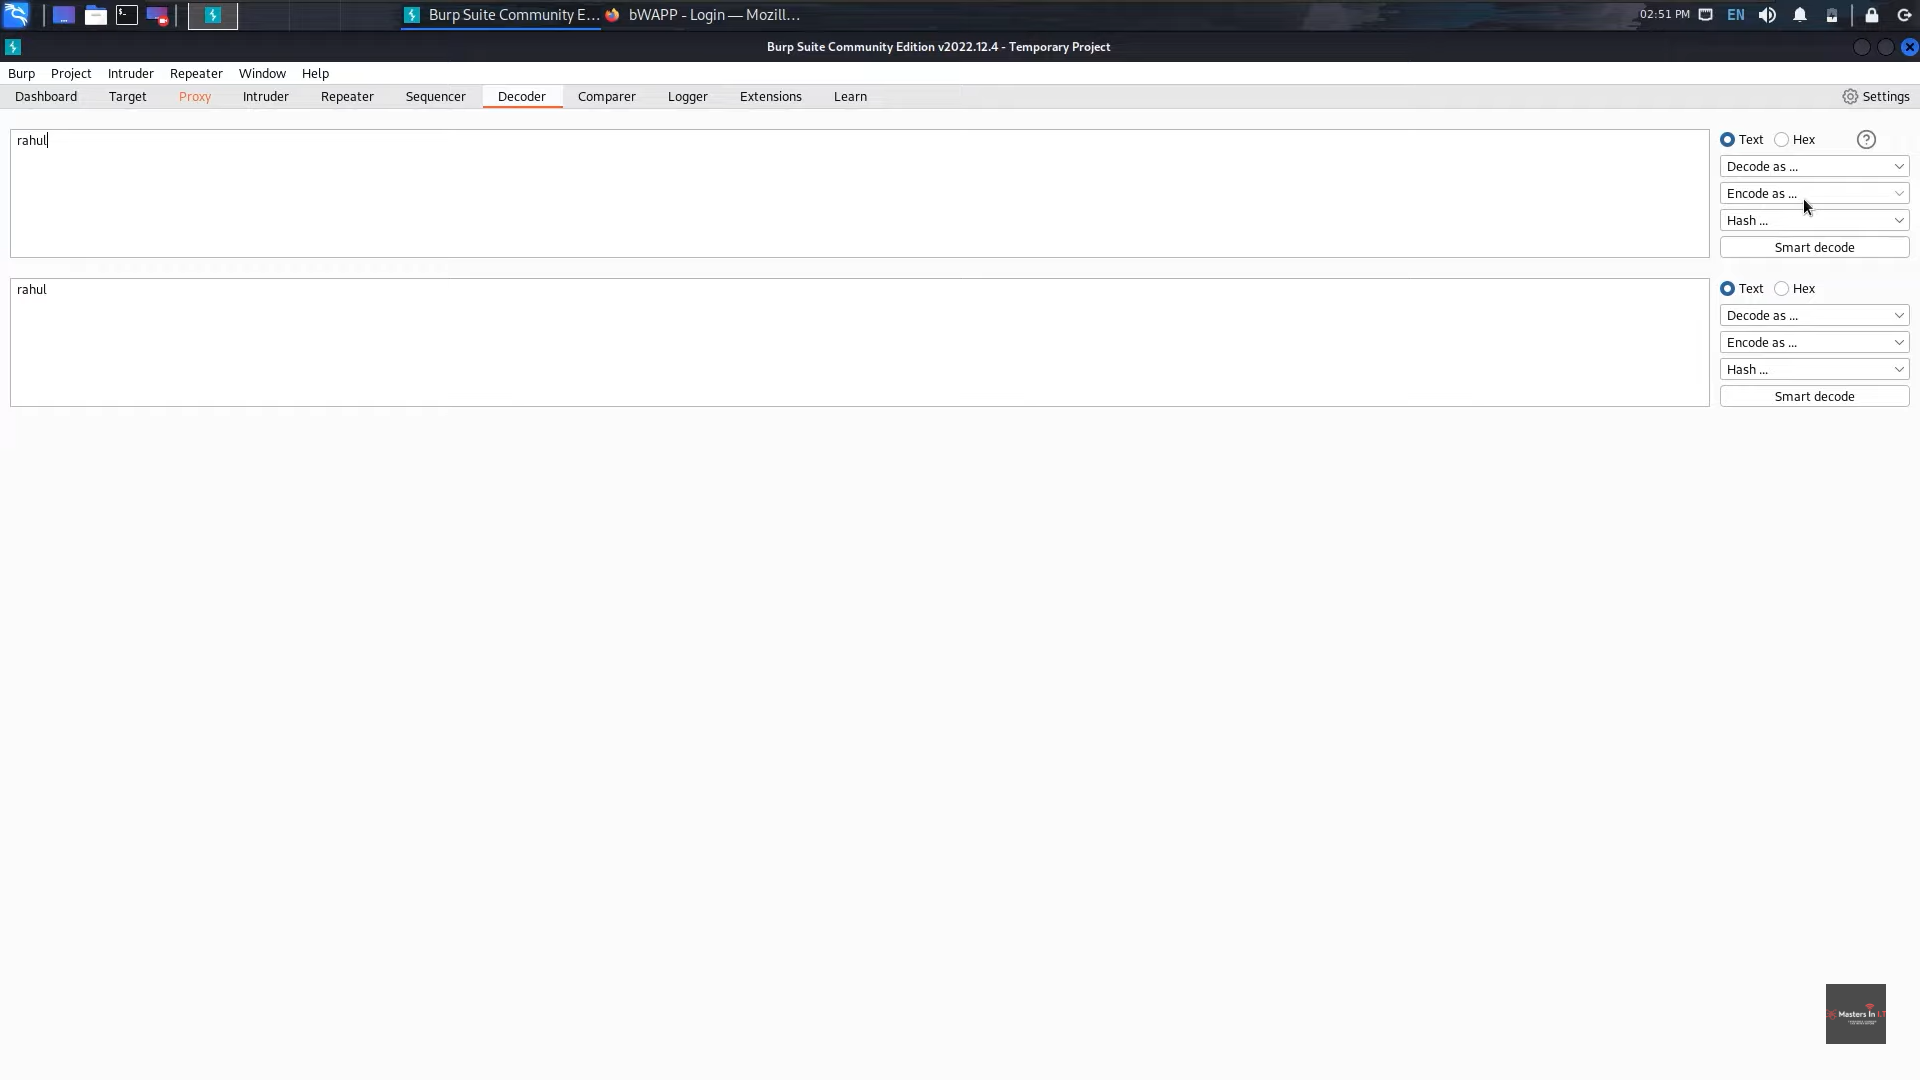 Burp Suite Community E...
bWAPP - Login — Mozill...
02:51 PM
EN
Burp Suite Community Edition v2022.12.4 - Temporary Project
Burp Project Intruder Repeater Window Help
Dashboard Target Proxy Intruder Repeater Sequencer Decoder Comparer Logger Extensions Learn Settings
rahul
Text Hex ?
Decode as ...
Encode as ...
Hash ...
Smart decode
rahul
Text Hex
Decode as ...
Encode as ...
Hash ...
Smart decode
Masters In I.T